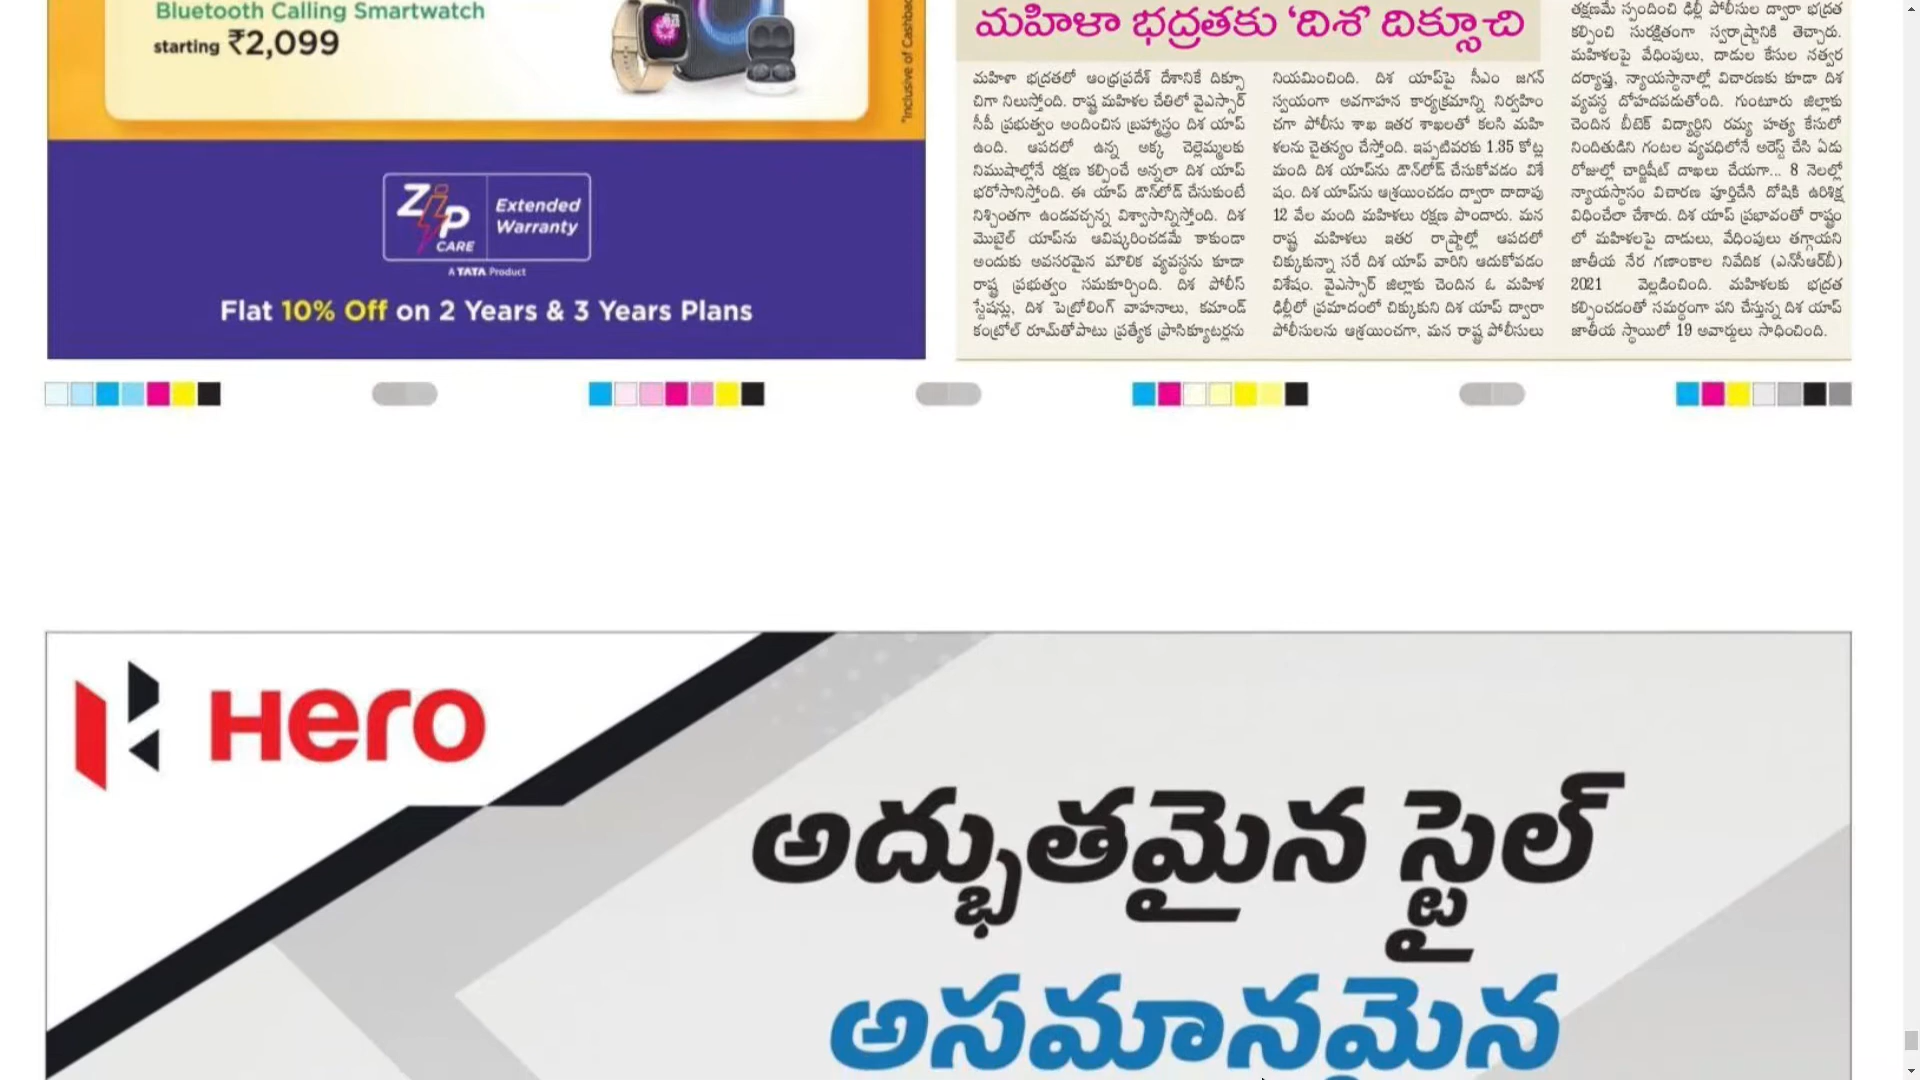 Bluetooth Calling Smartwatch
starting ₹2,099
*Inclusive of Cashback
ZiP
CARE
Extended
Warranty
A TATA Product
Flat 10% Off on 2 Years & 3 Years Plans
మహిళా భద్రతకు ‘దిశ’ దిక్సూచి
మహిళా భద్రతలో ఆంధ్రప్రదేశ్ దేశానికే దిక్సూ
చిగా నిలుస్తోంది. రాష్ట్ర మహిళల చేతిలో వైఎస్సార్
సీపీ ప్రభుత్వం అందించిన బ్రహ్మాస్త్రం దిశ యాప్
ఉంది. ఆపదలో ఉన్న అక్క చెల్లెమ్మలకు
నిముషాల్లోనే రక్షణ కల్పించే అన్నలా దిశ యాప్
భరోసానిస్తోంది. ఈ యాప్ డౌన్‌లోడ్ చేసుకుంటే
నిశ్చింతగా ఉండవచ్చన్న విశ్వాసాన్నిస్తోంది. దిశ
మొబైల్ యాప్‌ను ఆవిష్కరించడమే కాకుండా
అందుకు అవసరమైన మౌలిక వ్యవస్థను కూడా
రాష్ట్ర ప్రభుత్వం సమకూర్చింది. దిశ పోలీస్
స్టేషన్లు, దిశ పెట్రోలింగ్ వాహనాలు, కమాండ్
కంట్రోల్ రూమ్‌తోపాటు ప్రత్యేక ప్రాసిక్యూటర్లను
నియమించింది. దిశ యాప్‌పై సీఎం జగన్
స్వయంగా అవగాహన కార్యక్రమాన్ని నిర్వహిం
చగా పోలీసు శాఖ ఇతర శాఖలతో కలసి మహి
ళలను చైతన్యం చేస్తోంది. ఇప్పటివరకు 1.35 కోట్ల
మంది దిశ యాప్‌ను డౌన్‌లోడ్ చేసుకోవడం విశే
షం. దిశ యాప్‌ను ఆశ్రయించడం ద్వారా దాదాపు
12 వేల మంది మహిళలు రక్షణ పొందారు. మన
రాష్ట్ర మహిళలు ఇతర రాష్ట్రాల్లో ఆపదలో
చిక్కుకున్నా సరే దిశ యాప్ వారిని ఆదుకోవడం
విశేషం. వైఎస్సార్ జిల్లాకు చెందిన ఓ మహిళ
ఢిల్లీలో ప్రమాదంలో చిక్కుకుని దిశ యాప్ ద్వారా
పోలీసులను ఆశ్రయించగా, మన రాష్ట్ర పోలీసులు
తక్షణమే స్పందించి ఢిల్లీ పోలీసుల ద్వారా భద్రత
కల్పించి సురక్షితంగా స్వరాష్ట్రానికి తెచ్చారు.
మహిళలపై వేధింపులు, దాడుల కేసుల సత్వర
దర్యాప్తు, న్యాయస్థానాల్లో విచారణకు కూడా దిశ
వ్యవస్థ దోహదపడుతోంది. గుంటూరు జిల్లాకు
చెందిన బీటెక్ విద్యార్థిని రమ్య హత్య కేసులో
నిందితుడిని గంటల వ్యవధిలోనే అరెస్ట్ చేసి ఏడు
రోజుల్లో చార్జిషీట్ దాఖలు చేయగా... 8 నెలల్లో
న్యాయస్థానం విచారణ పూర్తిచేసి దోషికి ఉరిశిక్ష
విధించేలా చేశారు. దిశ యాప్ ప్రభావంతో రాష్ట్రం
లో మహిళలపై దాడులు, వేధింపులు తగ్గాయని
జాతీయ నేర గణాంకాల నివేదిక (ఎన్‌సీఆర్‌బీ)
2021 వెల్లడించింది. మహిళలకు భద్రత
కల్పించడంతో సమర్థంగా పని చేస్తున్న దిశ యాప్
జాతీయ స్థాయిలో 19 అవార్డులు సాధించింది.
Hero
అద్భుతమైన స్టైల్
అసమానమైన